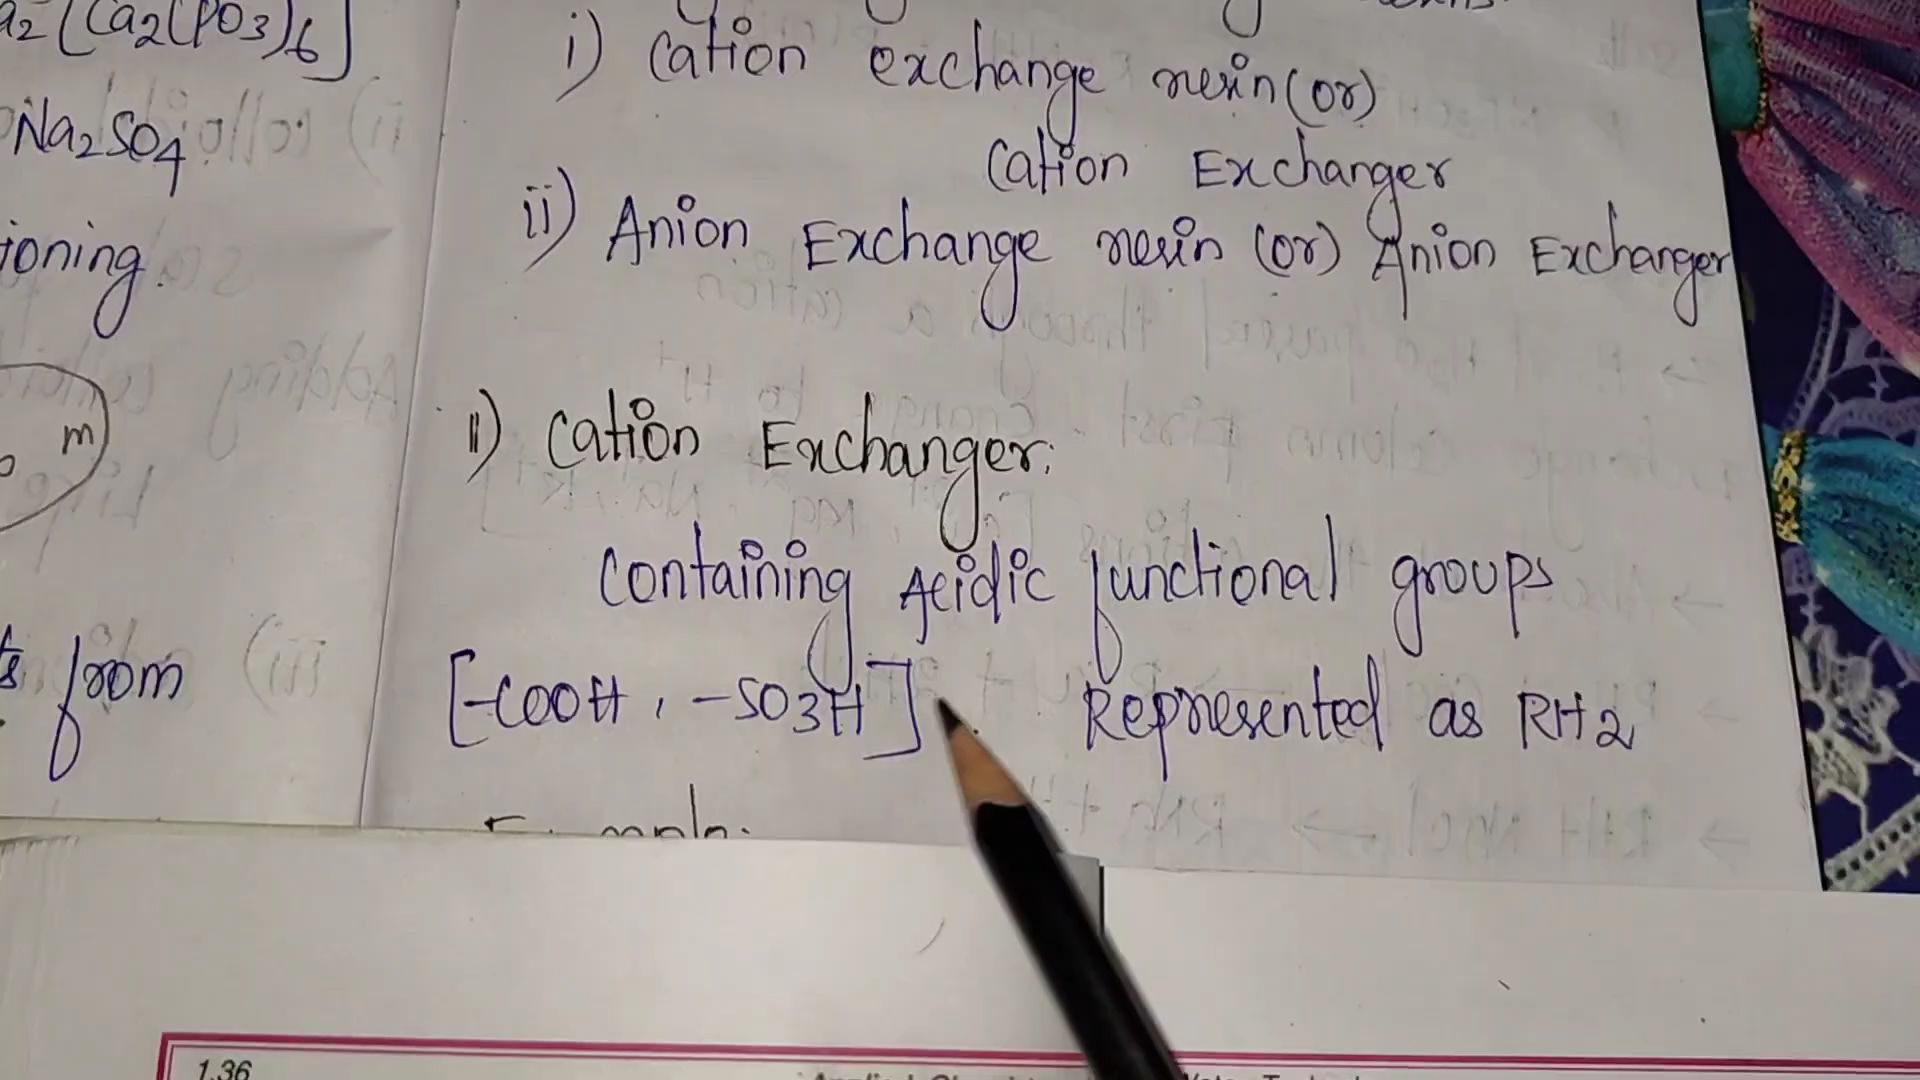 [Ca2(PO3)6]
Na2SO4
ioning.
m
from
i) Cation exchange resin (or)
Cation Exchanger
ii) Anion Exchange resin (or) Anion Exchanger
1) Cation Exchanger:
Containing Acidic functional groups
[-COOH, -SO3H] Represented as RH2
1.36